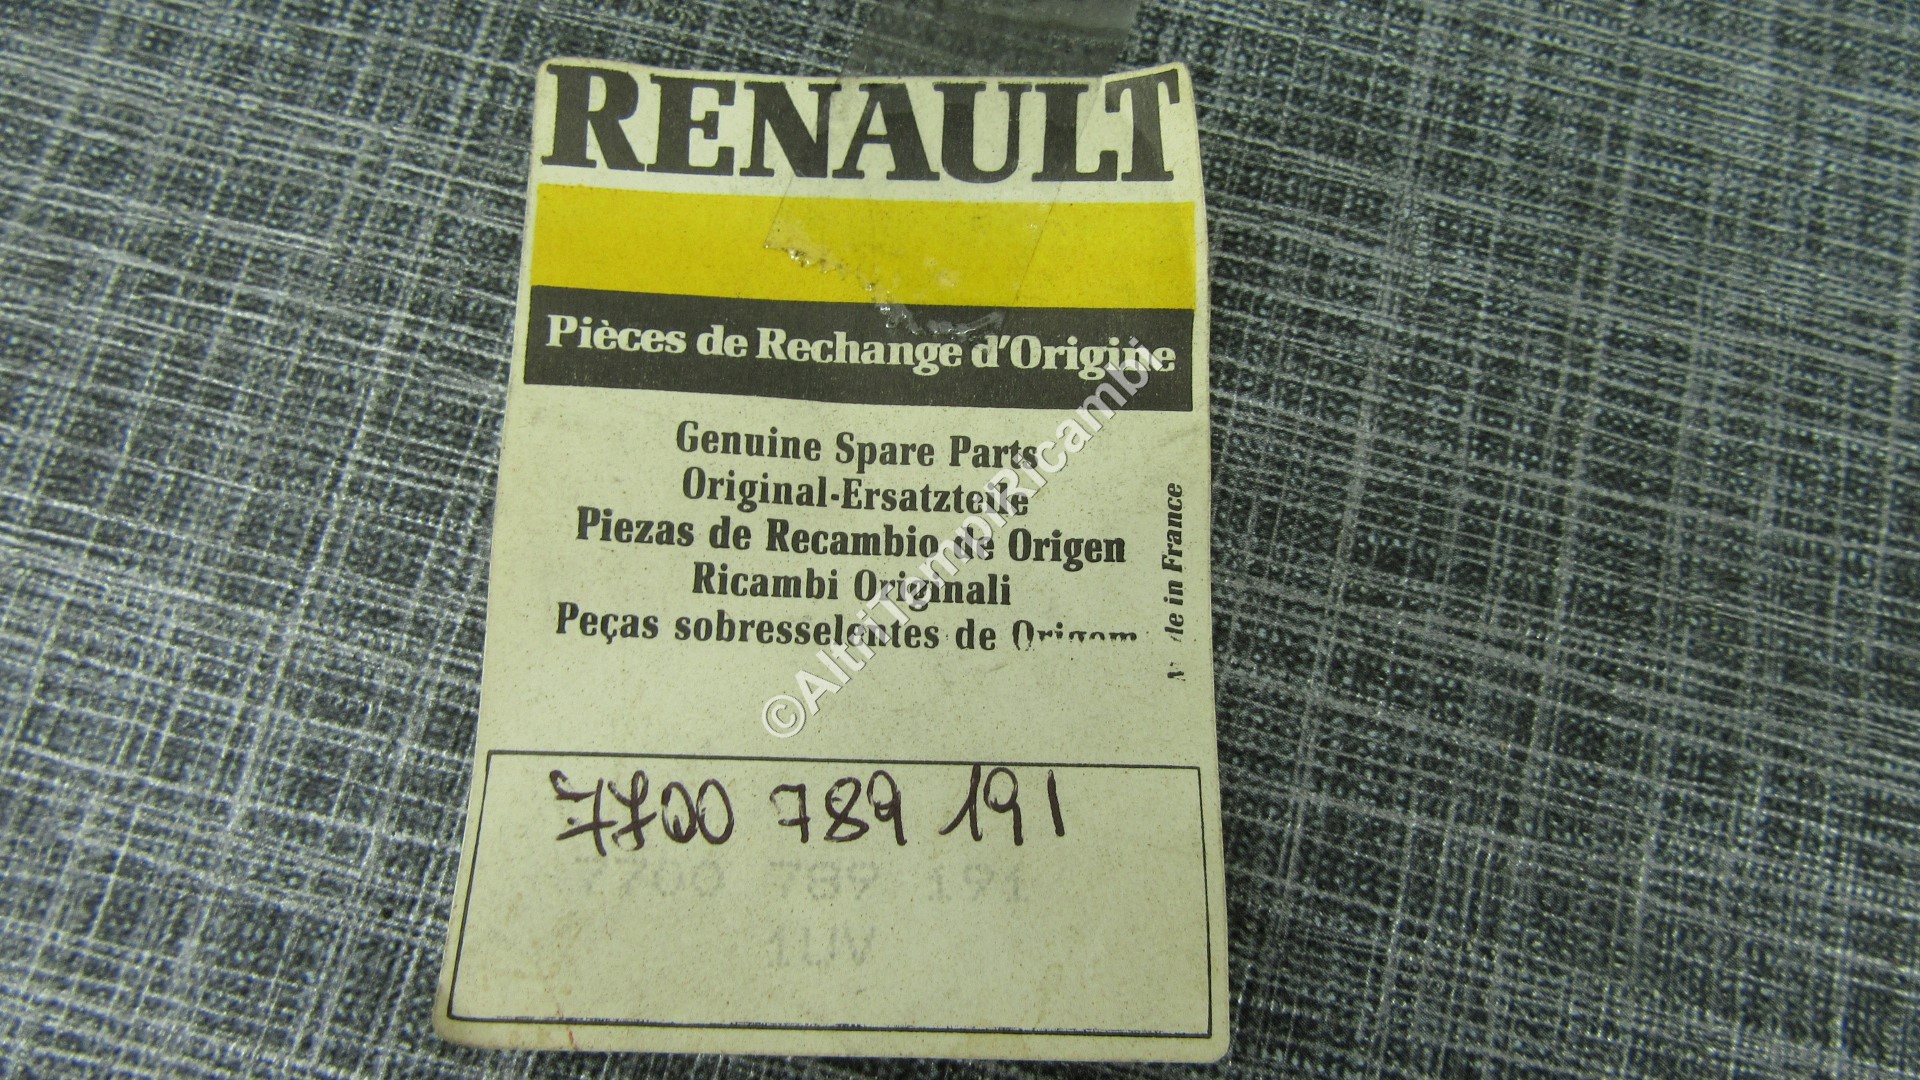 RENAULT
Pièces de Rechange d'Origine
Genuine Spare Parts
Original-Ersatzteile
Piezas de Recambio de Origen
Ricambi Originali
Peças sobresselentes de Origem
Made in France
©AltriTempiRicambi
7700 789 191
7700 789 191
1UV